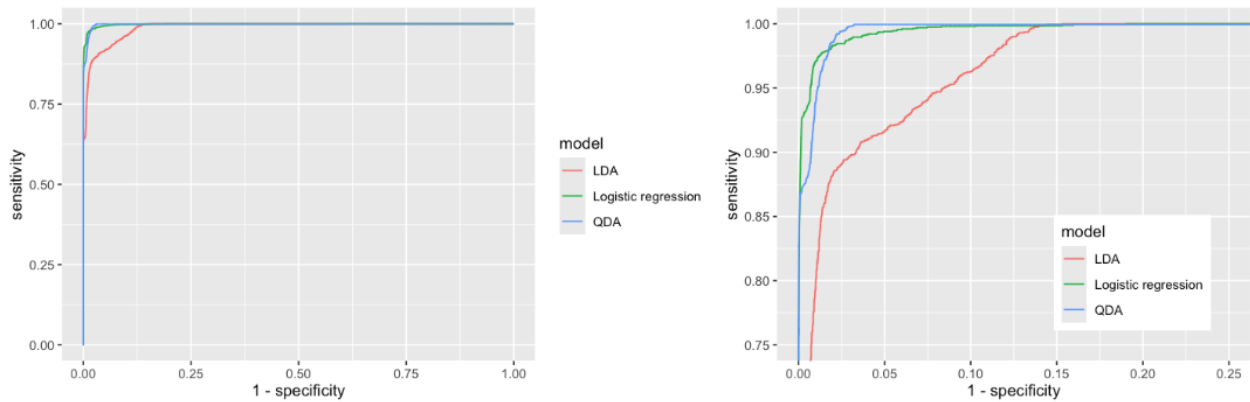 1.00
0.75
0.50
0.25
0.00
sensitivity
0.00
0.25
0.50
0.75
1.00
1 - specificity
model
LDA
Logistic regression
QDA
1.00
0.95
0.90
0.85
0.80
0.75
sensitivity
0.00
0.05
0.10
0.15
0.20
0.25
1 - specificity
model
LDA
Logistic regression
QDA